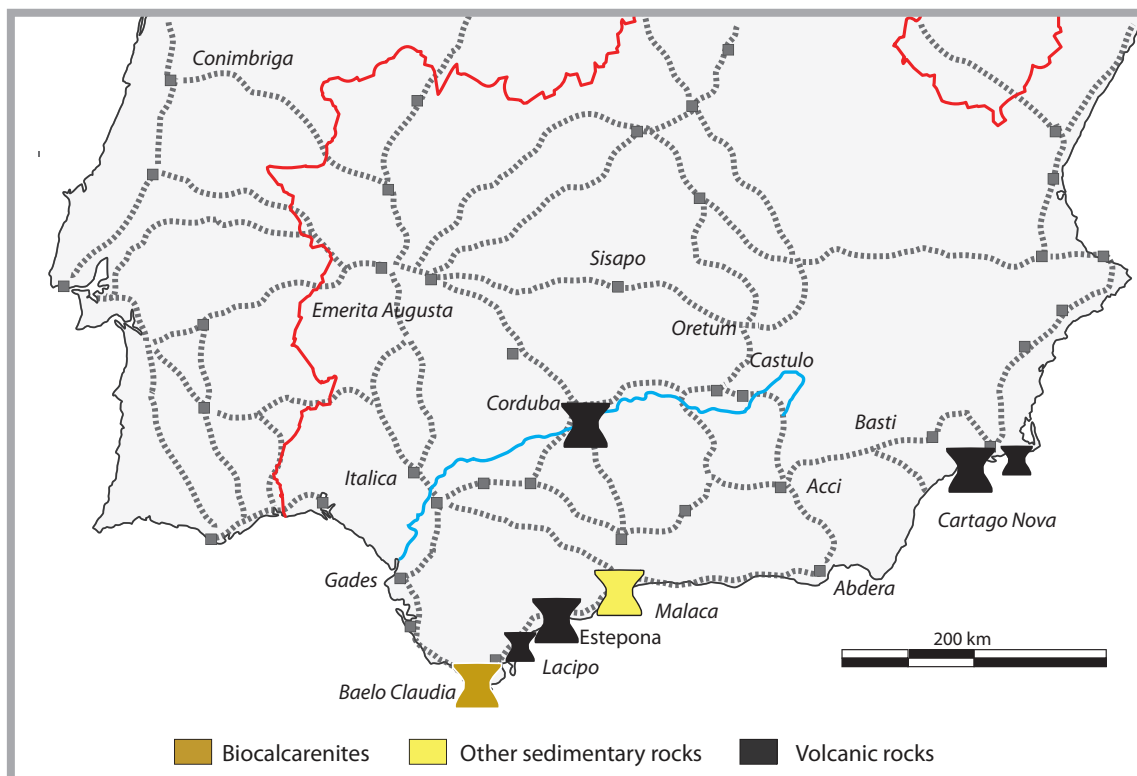 Conimbriga
Sisapo
Emerita Augusta
Oretum
Castulo
Corduba
Basti
Italica
Acci
Cartago Nova
Gades
Abdera
Malaca
Estepona
200 km
Lacipo
Baelo Claudia
Biocalcarenites
Other sedimentary rocks
Volcanic rocks